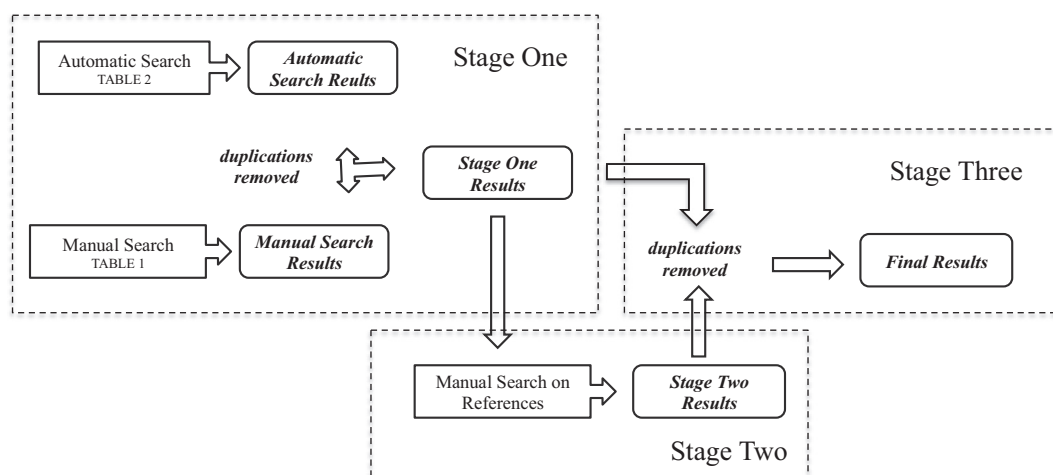 Stage One
Automatic Search
TABLE 2
Automatic
Search Reults
duplications
removed
Stage One
Results
Manual Search
TABLE 1
Manual Search
Results
Stage Three
duplications
removed
Final Results
Manual Search on
References
Stage Two
Results
Stage Two